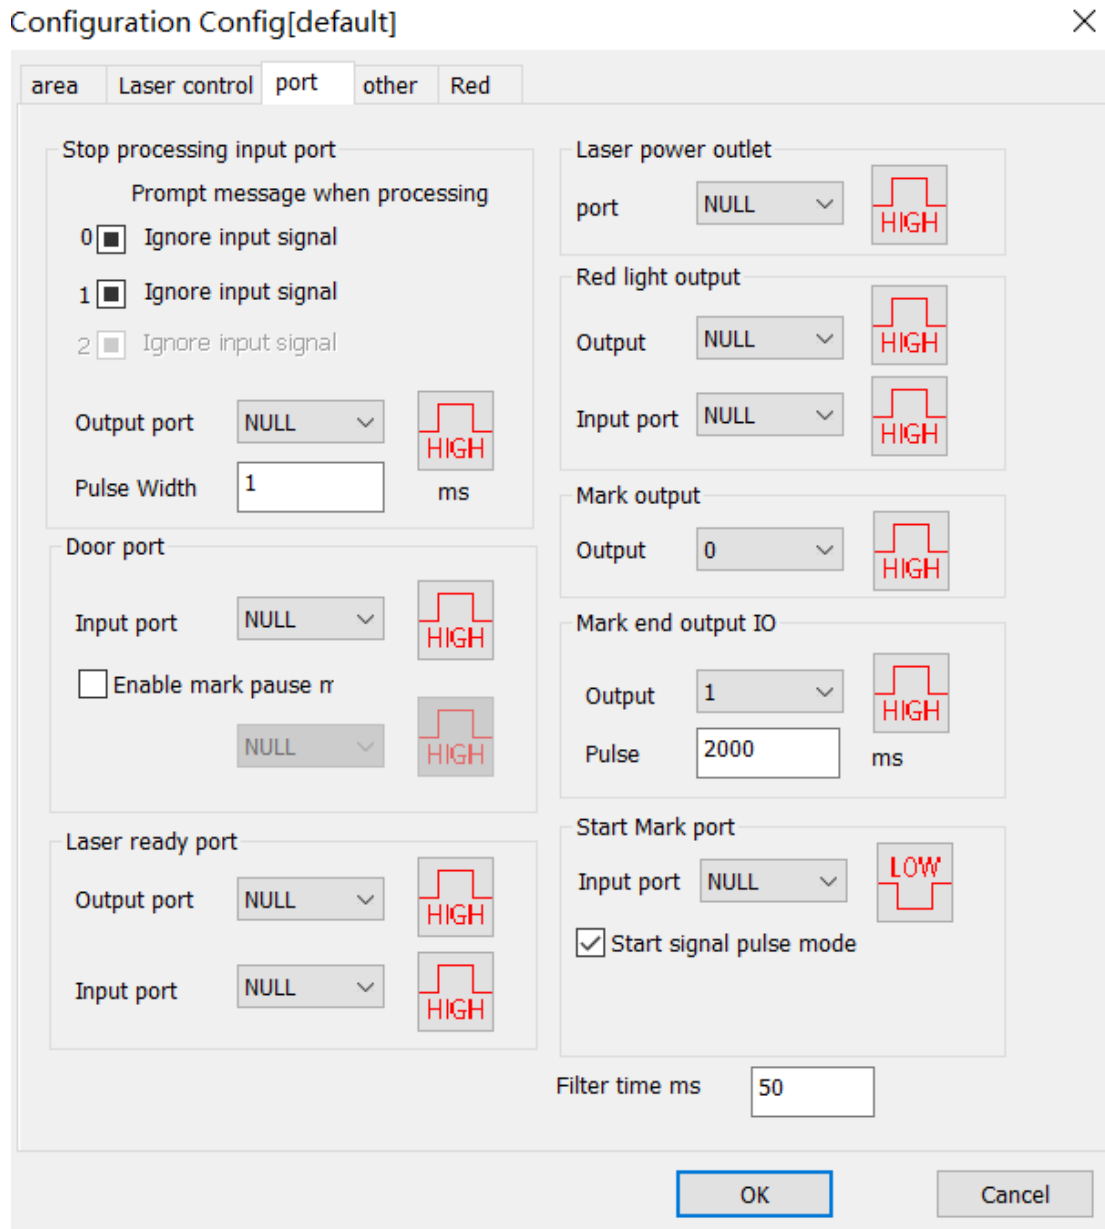 Configuration Config[default]
area Laser control port other Red
Stop processing input port
Prompt message when processing
0 Ignore input signal
1 Ignore input signal
2 Ignore input signal
Output port NULL HIGH
Pulse Width 1 ms
Door port
Input port NULL HIGH
Enable mark pause m
NULL HIGH
Laser ready port
Output port NULL HIGH
Input port NULL HIGH
Laser power outlet
port NULL HIGH
Red light output
Output NULL HIGH
Input port NULL HIGH
Mark output
Output 0 HIGH
Mark end output IO
Output 1 HIGH
Pulse 2000 ms
Start Mark port
Input port NULL LOW
Start signal pulse mode
Filter time ms 50
OK Cancel